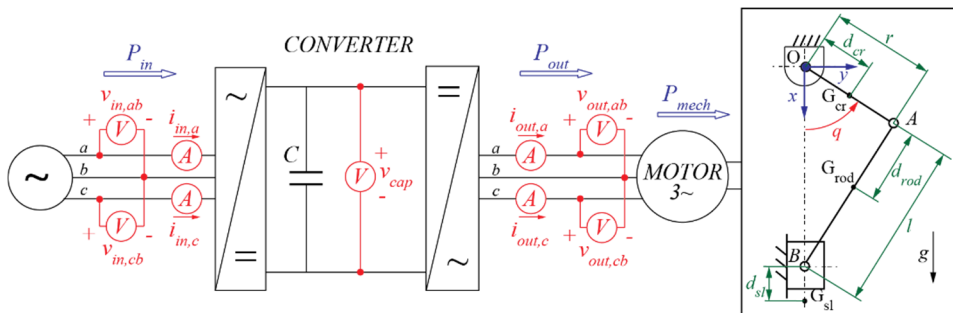 CONVERTER
P_in
v_in,ab
+ V -
i_in,a
a A
~ b
c A
+ V -
i_in,c
v_in,cb
~
=
C
V
+
v_cap
-
=
~
P_out
v_out,ab
i_out,a
+ V -
P_mech
a A
b
c A
MOTOR
3~
i_out,c
+ V -
v_out,cb
r
d_cr
O
y
x
G_cr
A
q
G_rod
d_rod
l
B
g
d_sl
G_sl